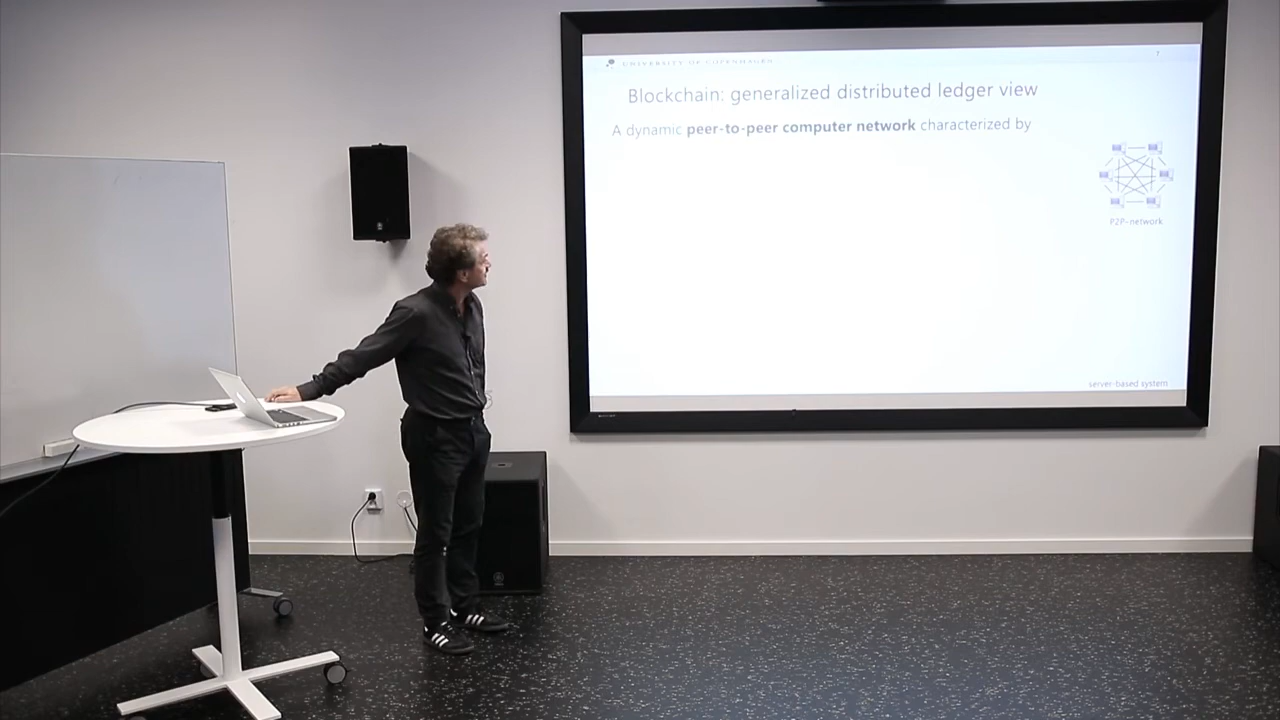 UNIVERSITY OF COPENHAGEN
7
Blockchain: generalized distributed ledger view
A dynamic peer-to-peer computer network characterized by
P2P-network
server-based system